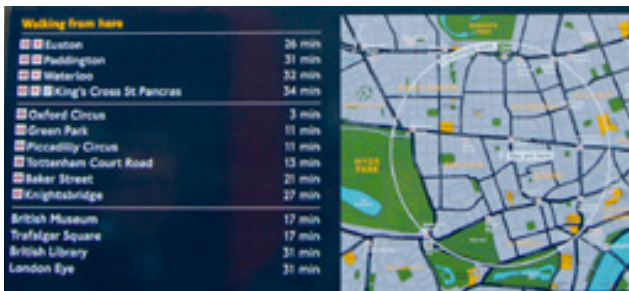 Walking from here
Euston 26 min
Paddington 31 min
Waterloo 32 min
King's Cross St Pancras 34 min
Oxford Circus 3 min
Green Park 11 min
Piccadilly Circus 11 min
Tottenham Court Road 13 min
Baker Street 21 min
Knightsbridge 27 min
British Museum 17 min
Trafalgar Square 17 min
British Library 31 min
London Eye 31 min
HYDE
PARK